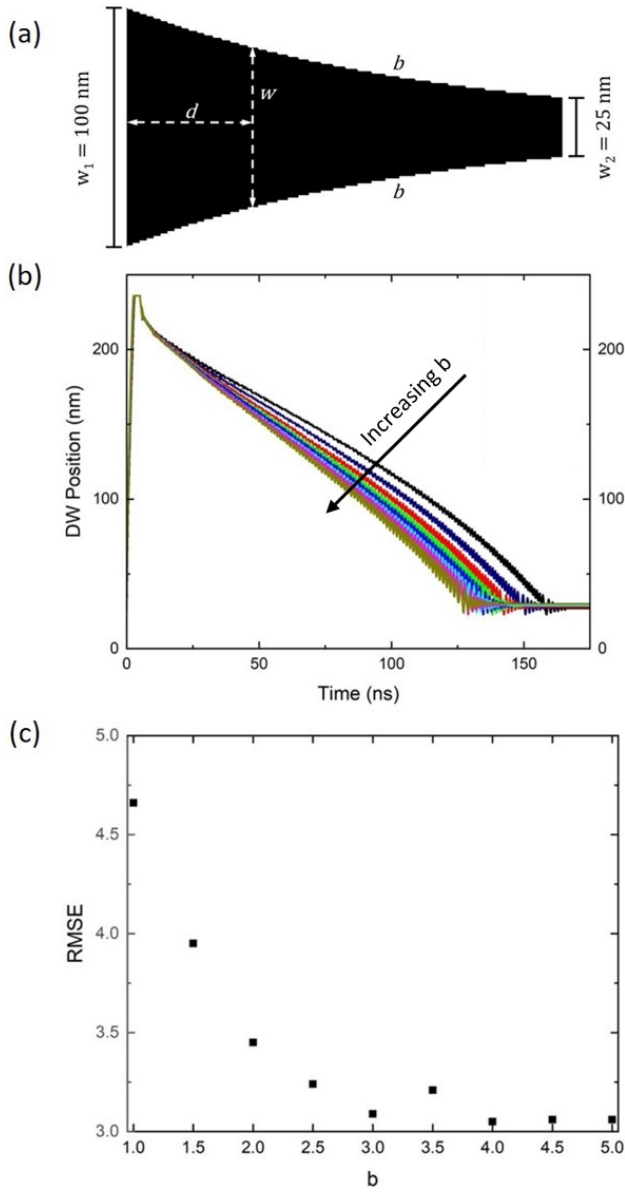 (a)
b
d
w
w₁ = 100 nm
w₂ = 25 nm
b
(b)
200
200
Increasing b
DW Position (nm)
100
100
0
0
0
50
100
150
Time (ns)
(c)
5.0
4.5
4.0
RMSE
3.5
3.0
1.0 1.5 2.0 2.5 3.0 3.5 4.0 4.5 5.0
b